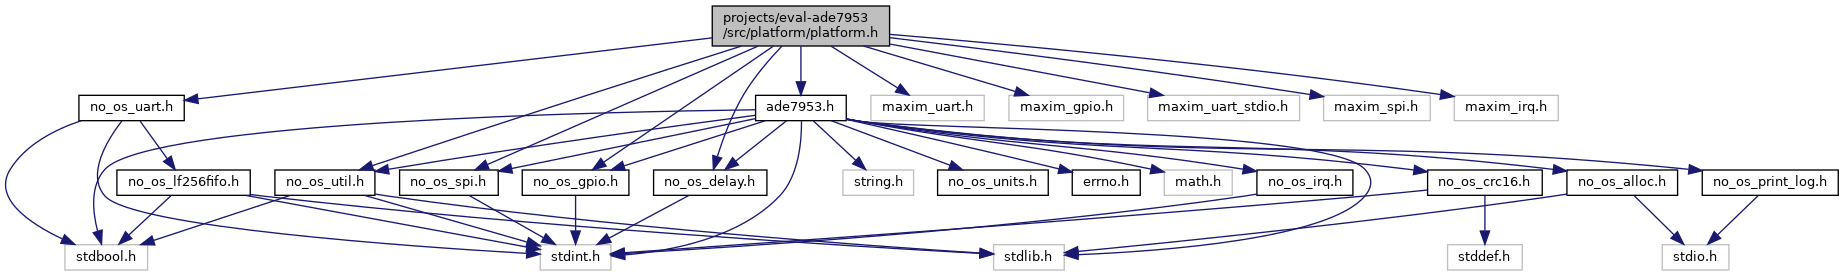 projects/eval-ade7953
/src/platform/platform.h
no_os_uart.h
ade7953.h
maxim_uart.h
maxim_gpio.h
maxim_uart_stdio.h
maxim_spi.h
maxim_irq.h
no_os_lf256fifo.h
no_os_util.h
no_os_spi.h
no_os_gpio.h
no_os_delay.h
string.h
no_os_units.h
errno.h
math.h
no_os_irq.h
no_os_crc16.h
no_os_alloc.h
no_os_print_log.h
stdbool.h
stdint.h
stdlib.h
stddef.h
stdio.h